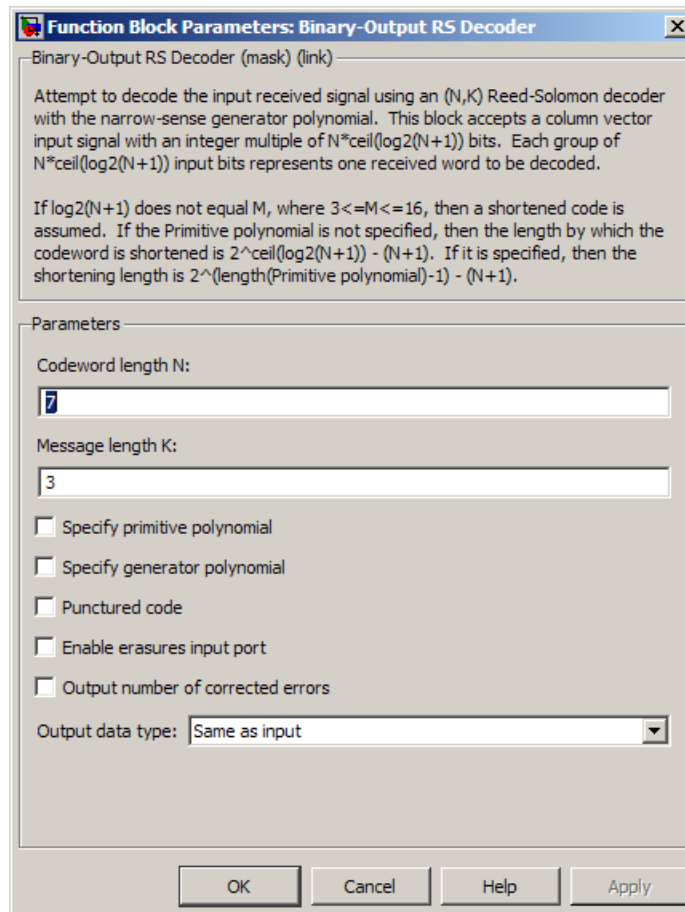 Function Block Parameters: Binary-Output RS Decoder
Binary-Output RS Decoder (mask) (link)
Attempt to decode the input received signal using an (N,K) Reed-Solomon decoder
with the narrow-sense generator polynomial.  This block accepts a column vector
input signal with an integer multiple of N*ceil(log2(N+1)) bits.  Each group of
N*ceil(log2(N+1)) input bits represents one received word to be decoded.
If log2(N+1) does not equal M, where 3<=M<=16, then a shortened code is
assumed.  If the Primitive polynomial is not specified, then the length by which the
codeword is shortened is 2^ceil(log2(N+1)) - (N+1).  If it is specified, then the
shortening length is 2^(length(Primitive polynomial)-1) - (N+1).
Parameters
Codeword length N:
7
Message length K:
3
Specify primitive polynomial
Specify generator polynomial
Punctured code
Enable erasures input port
Output number of corrected errors
Output data type: Same as input
OK Cancel Help Apply